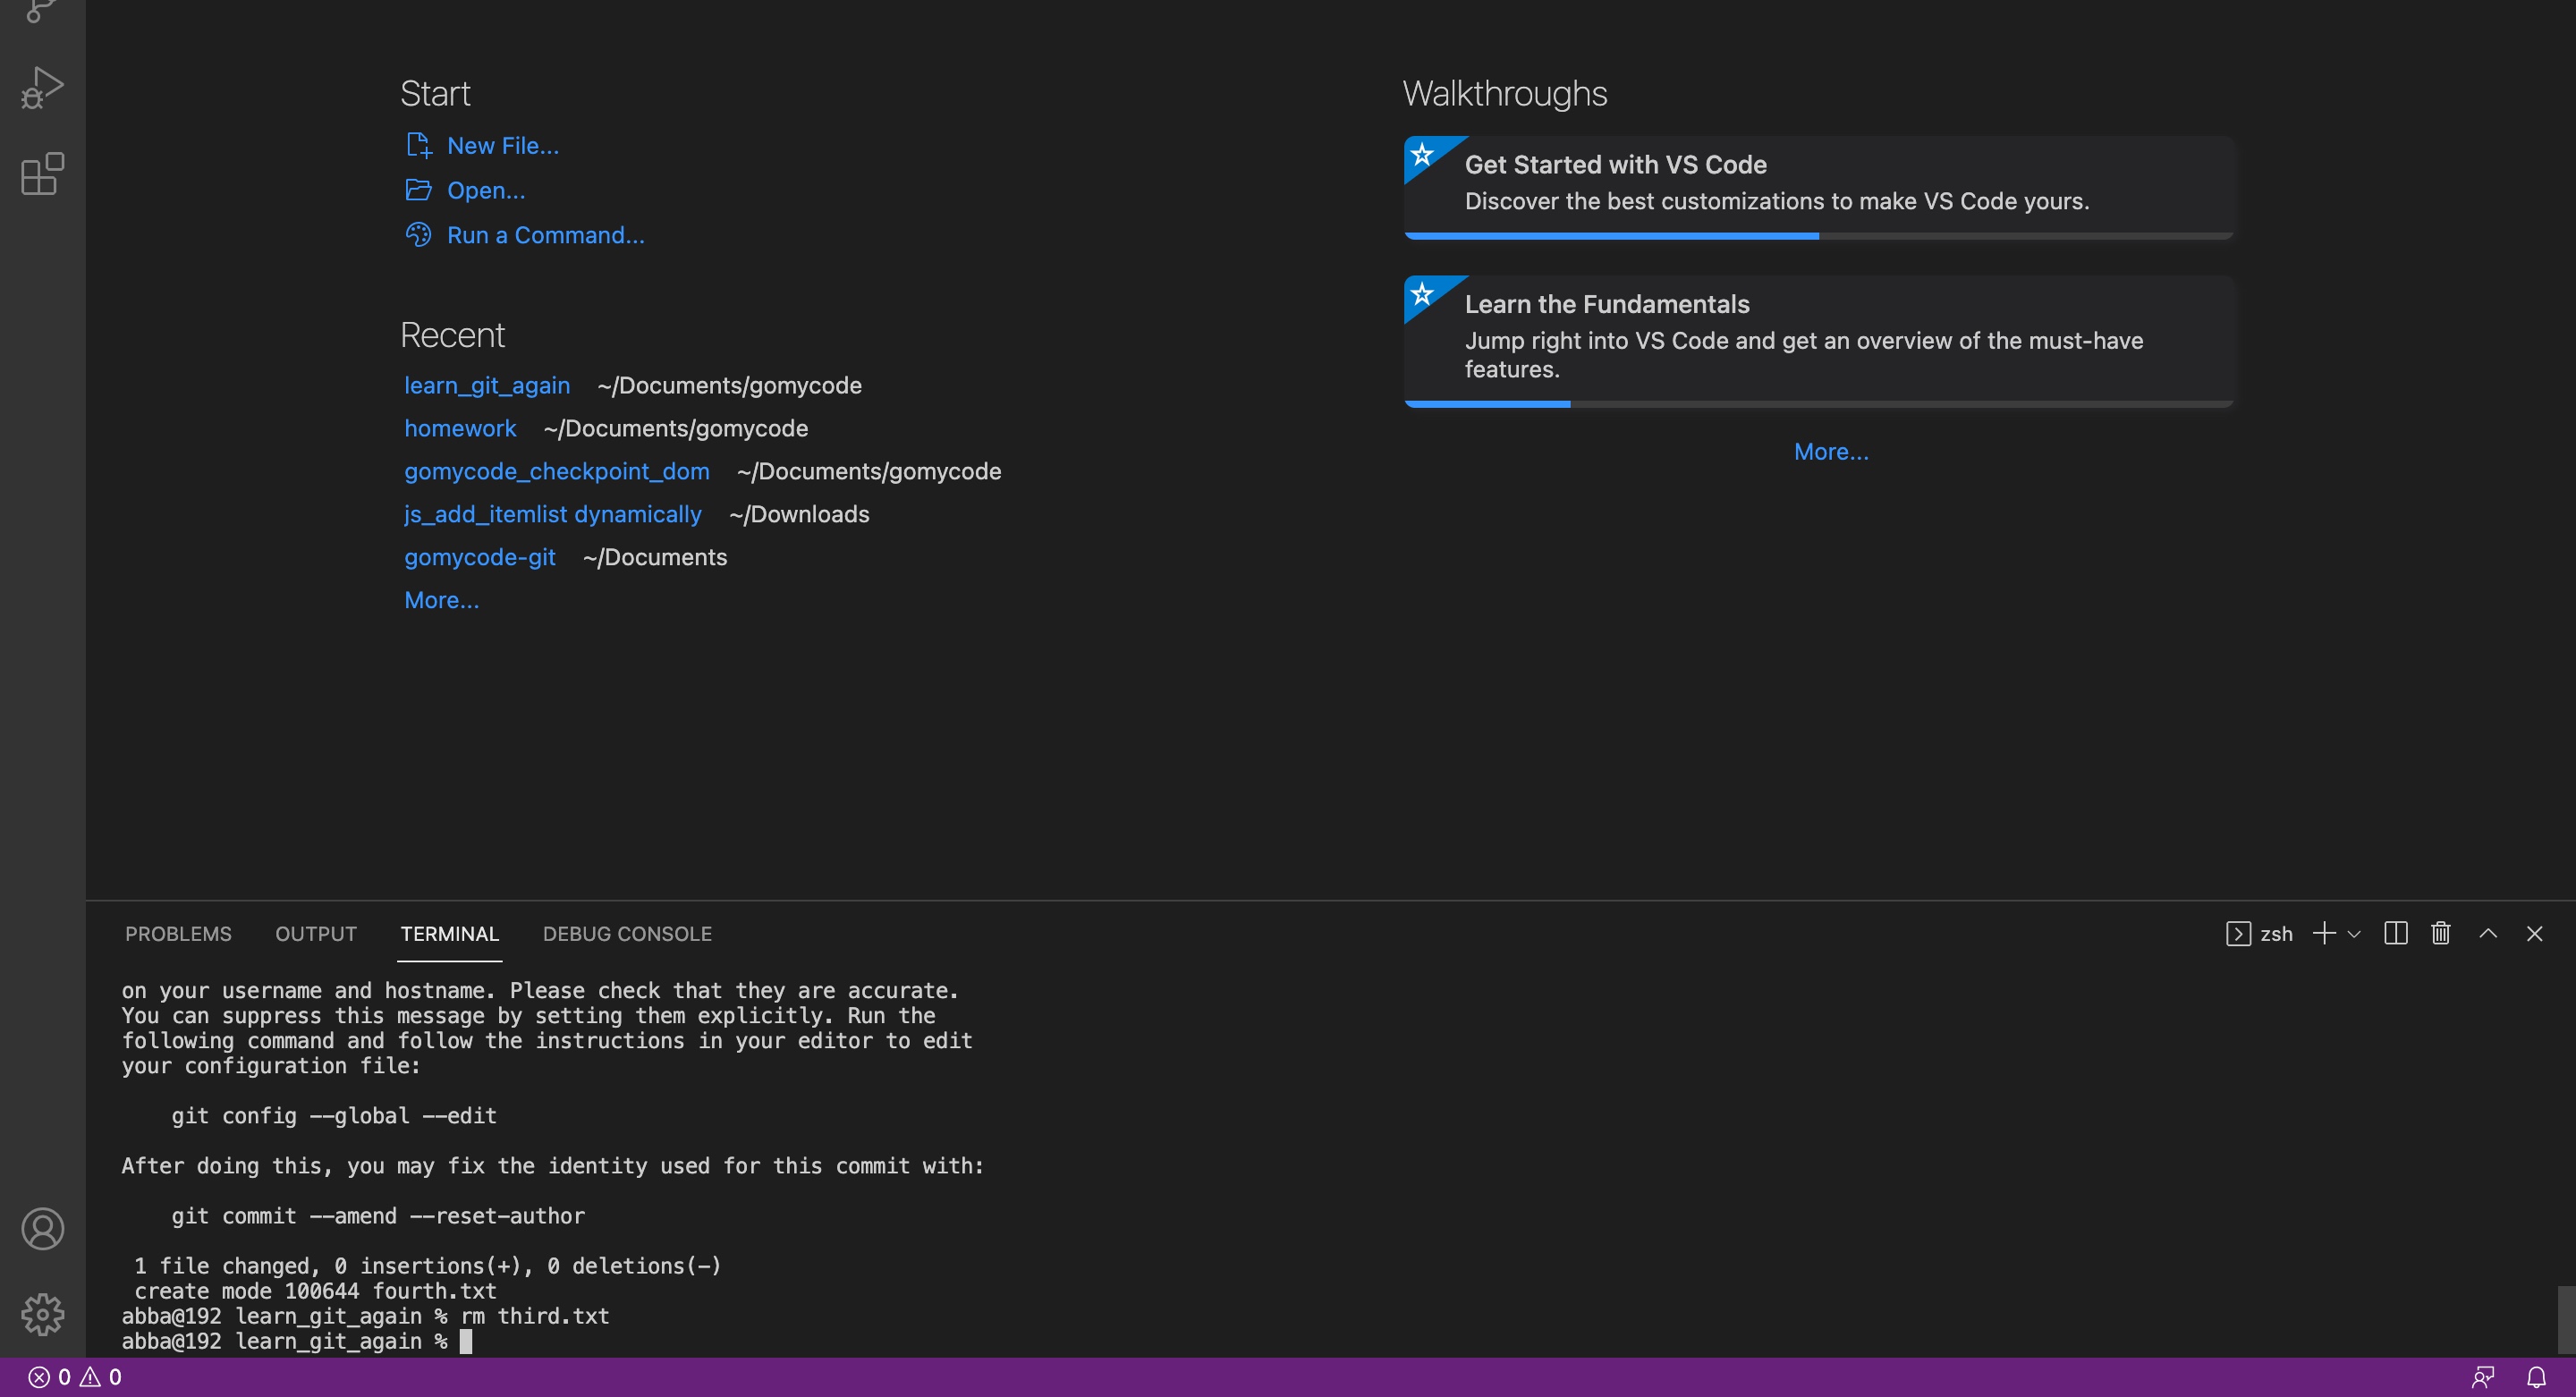 Start
New File...
Open...
Run a Command...
Recent
learn_git_again ~/Documents/gomycode
homework ~/Documents/gomycode
gomycode_checkpoint_dom ~/Documents/gomycode
js_add_itemlist dynamically ~/Downloads
gomycode-git ~/Documents
More...
Walkthroughs
Get Started with VS Code
Discover the best customizations to make VS Code yours.
Learn the Fundamentals
Jump right into VS Code and get an overview of the must-have
features.
More...
PROBLEMS OUTPUT TERMINAL DEBUG CONSOLE zsh
on your username and hostname. Please check that they are accurate.
You can suppress this message by setting them explicitly. Run the
following command and follow the instructions in your editor to edit
your configuration file:
git config --global --edit
After doing this, you may fix the identity used for this commit with:
git commit --amend --reset-author
1 file changed, 0 insertions(+), 0 deletions(-)
create mode 100644 fourth.txt
abba@192 learn_git_again % rm third.txt
abba@192 learn_git_again %
0 0